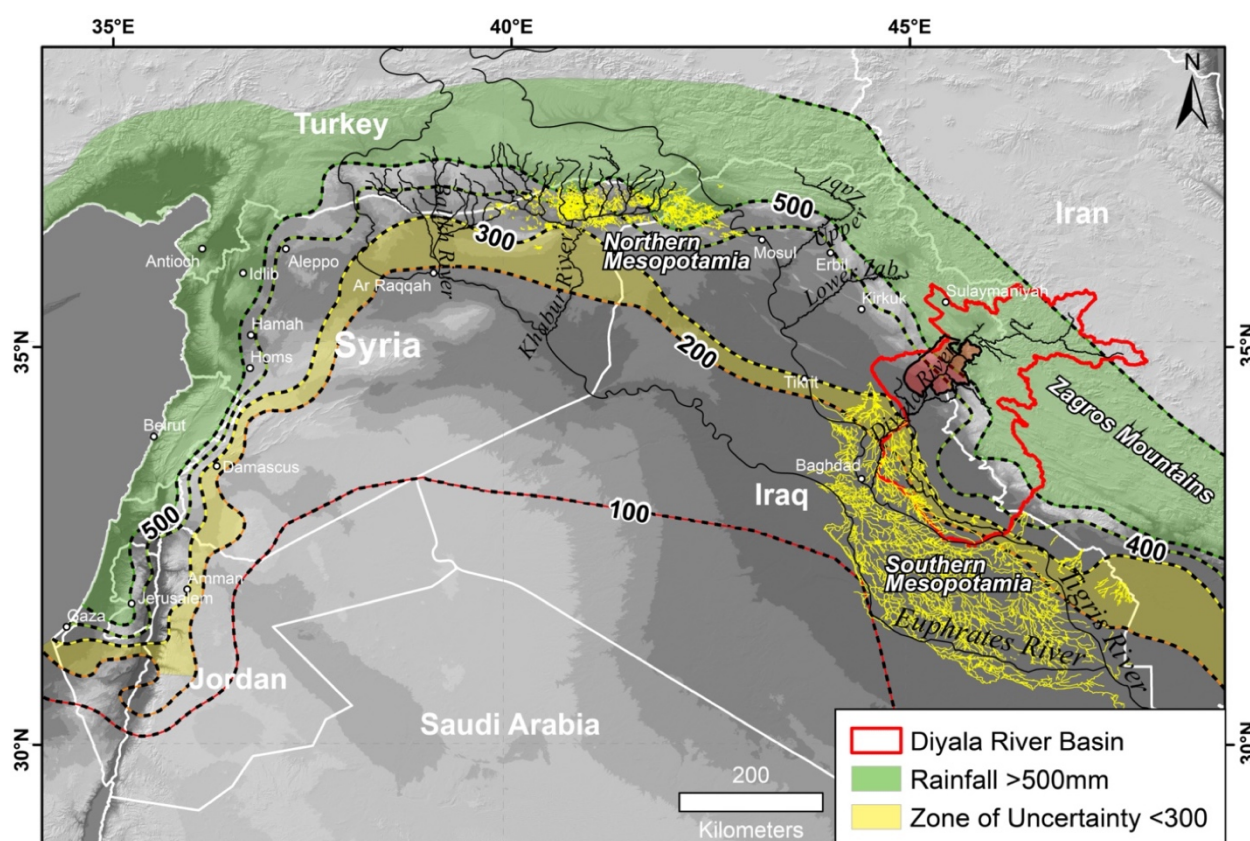 35°E
40°E
45°E
N
Turkey
Iran
Upper Zab
500
300
Northern
Mesopotamia
Antioch
Idlib
Aleppo
Mosul
Erbil
Balikh River
Ar Raqqah
Khabur River
Lower Zab
Kirkuk
Sulaymaniyah
Hamah
Homs
Syria
35°N
35°N
200
Tikrit
Diyala River
Zagros Mountains
Beirut
Damascus
Baghdad
Iraq
500
100
400
Southern
Mesopotamia
Amman
Jerusalem
Gaza
Tigris River
Euphrates River
Jordan
Saudi Arabia
30°N
30°N
200
Kilometers
Diyala River Basin
Rainfall >500mm
Zone of Uncertainty <300